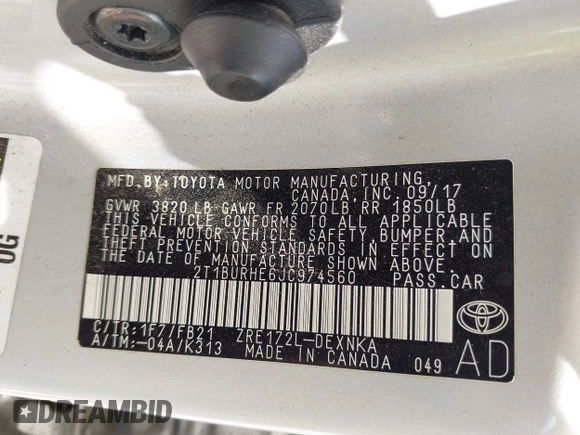 MFD. BY: TOYOTA MOTOR MANUFACTURING,
CANADA, INC. 09/17
GVWR 3820 LB GAWR FR 2070LB RR 1850LB
THIS VEHICLE CONFORMS TO ALL APPLICABLE
FEDERAL MOTOR VEHICLE SAFETY, BUMPER, AND
THEFT PREVENTION STANDARDS IN EFFECT ON
THE DATE OF MANUFACTURE SHOWN ABOVE.
2T1BURHE6JC974560 PASS.CAR
C/TR:1F7/FB21 ZRE172L-DEXNKA
A/TM:-04A/K313 MADE IN CANADA 049
AD
OG
DREAMBID